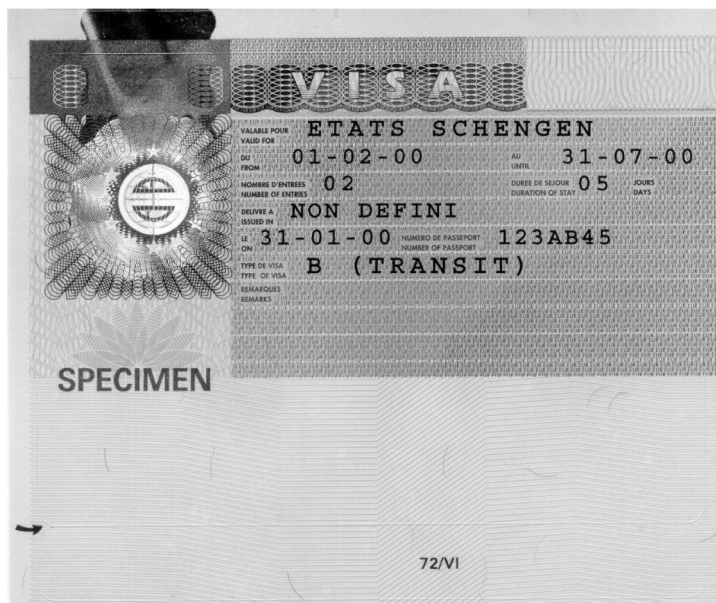 VISA
VALABLE POUR ETATS SCHENGEN
VALID FOR
DU 01-02-00 AU 31-07-00
FROM UNTIL
NOMBRE D'ENTREES 02 DUREE DE SEJOUR 05 JOURS
NUMBER OF ENTRIES DURATION OF STAY DAYS
DELIVRE A NON DEFINI
ISSUED IN
LE 31-01-00 NUMERO DE PASSEPORT 123AB45
ON NUMBER OF PASSPORT
TYPE DE VISA B (TRANSIT)
TYPE OF VISA
REMARQUES
REMARKS
SPECIMEN
72/VI